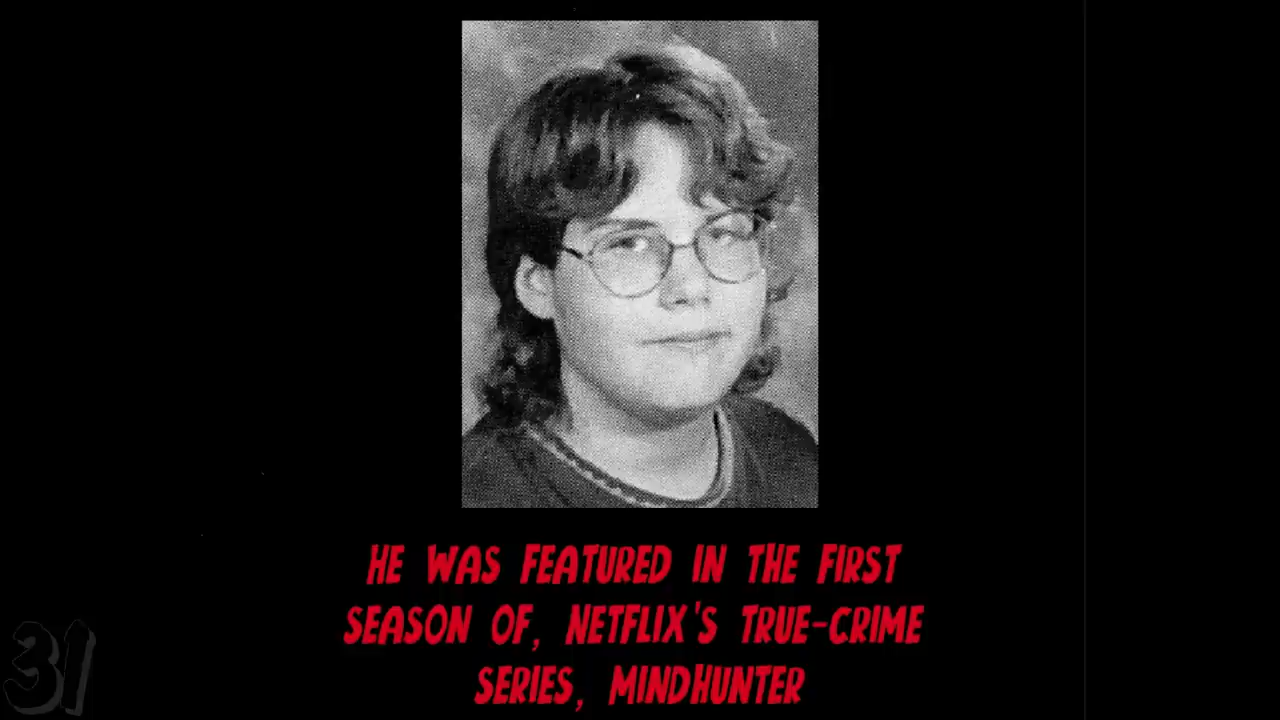 HE WAS FEATURED IN THE FIRST
SEASON OF, NETFLIX'S TRUE-CRIME
SERIES, MINDHUNTER
31